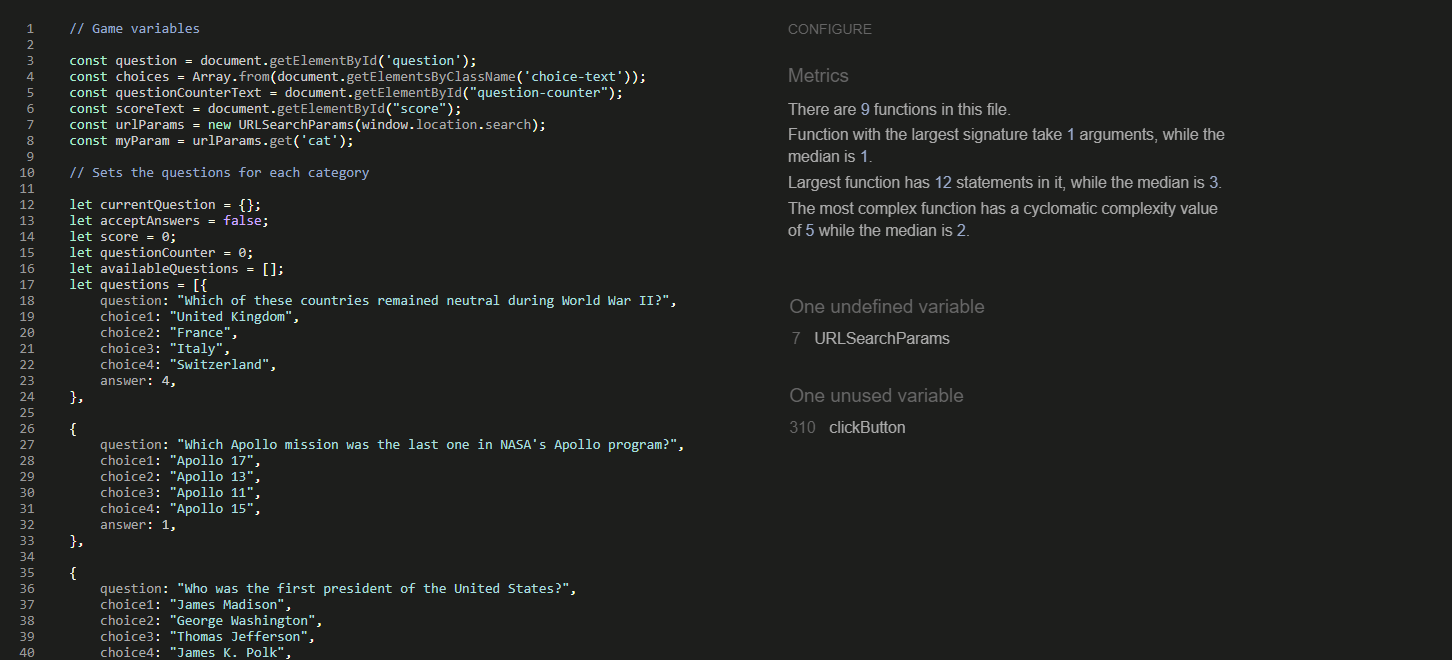 1 // Game variables
2
3 const question = document.getElementById('question');
4 const choices = Array.from(document.getElementsByClassName('choice-text'));
5 const questionCounterText = document.getElementById("question-counter");
6 const scoreText = document.getElementById("score");
7 const urlParams = new URLSearchParams(window.location.search);
8 const myParam = urlParams.get('cat');
9
10 // Sets the questions for each category
11
12 let currentQuestion = {};
13 let acceptAnswers = false;
14 let score = 0;
15 let questionCounter = 0;
16 let availableQuestions = [];
17 let questions = [{
18 question: "Which of these countries remained neutral during World War II?",
19 choice1: "United Kingdom",
20 choice2: "France",
21 choice3: "Italy",
22 choice4: "Switzerland",
23 answer: 4,
24 },
25
26 {
27 question: "Which Apollo mission was the last one in NASA's Apollo program?",
28 choice1: "Apollo 17",
29 choice2: "Apollo 13",
30 choice3: "Apollo 11",
31 choice4: "Apollo 15",
32 answer: 1,
33 },
34
35 {
36 question: "Who was the first president of the United States?",
37 choice1: "James Madison",
38 choice2: "George Washington",
39 choice3: "Thomas Jefferson",
40 choice4: "James K. Polk",
CONFIGURE
Metrics
There are 9 functions in this file.
Function with the largest signature take 1 arguments, while the
median is 1.
Largest function has 12 statements in it, while the median is 3.
The most complex function has a cyclomatic complexity value
of 5 while the median is 2.
One undefined variable
7 URLSearchParams
One unused variable
310 clickButton